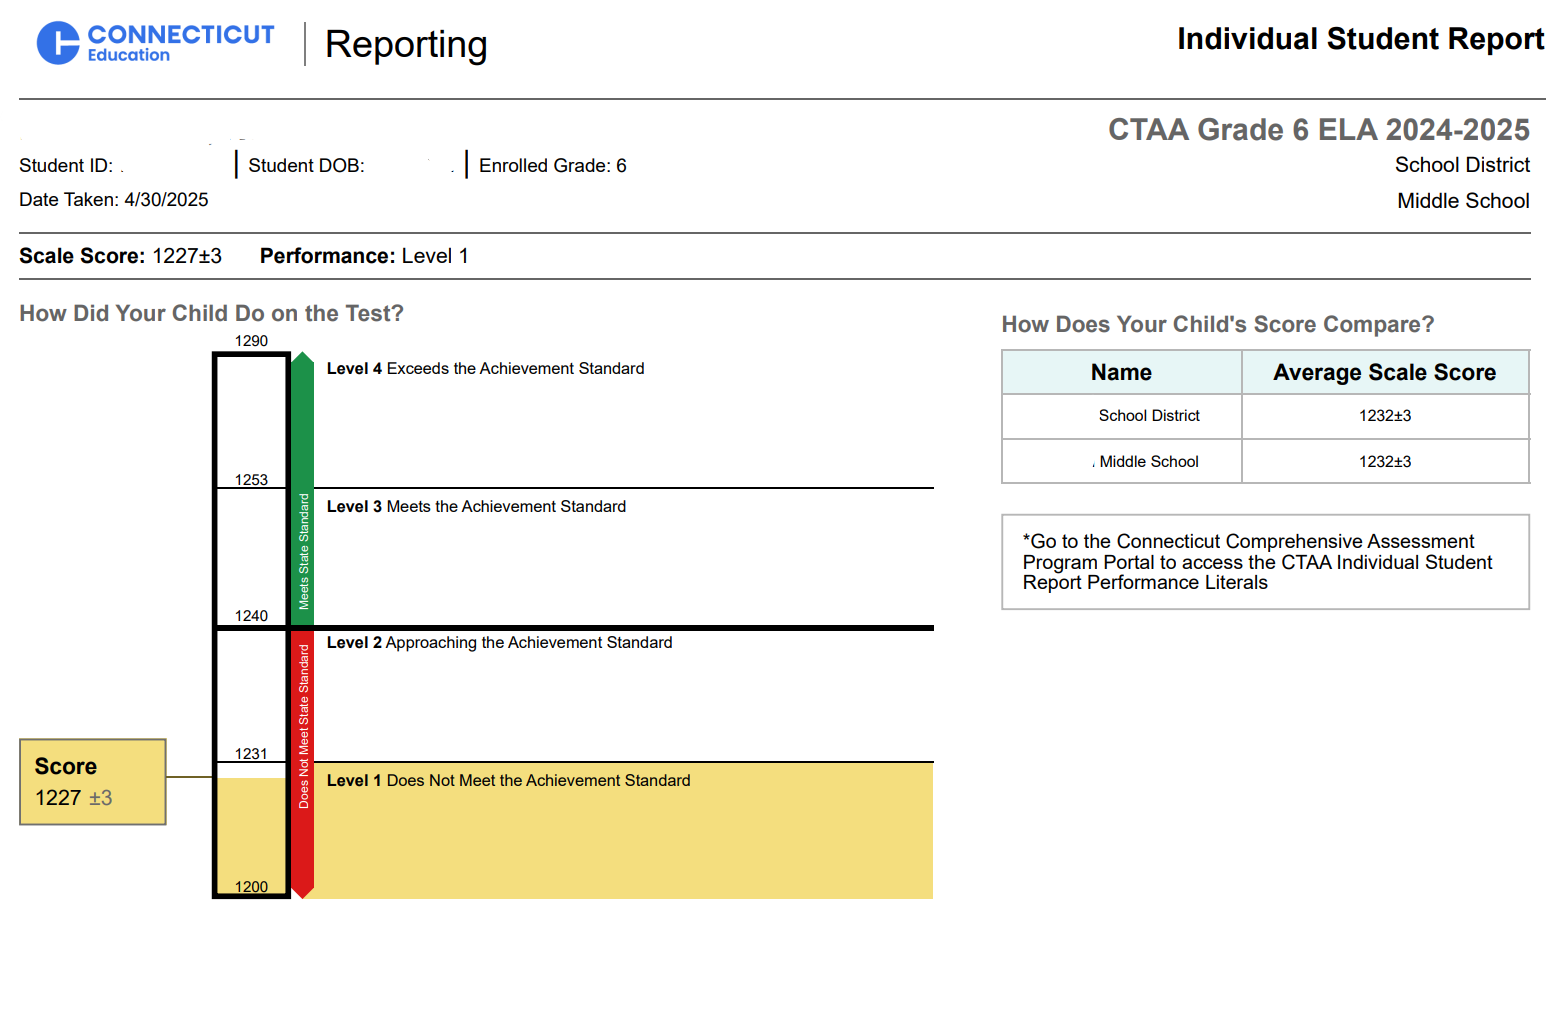 CONNECTICUT
Education
Reporting
Individual Student Report
CTAA Grade 6 ELA 2024-2025
Student ID:
Student DOB:
Enrolled Grade: 6
School District
Date Taken: 4/30/2025
Middle School
Scale Score: 1227±3
Performance: Level 1
How Did Your Child Do on the Test?
1290
Level 4 Exceeds the Achievement Standard
1253
Level 3 Meets the Achievement Standard
Meets State Standard
1240
Level 2 Approaching the Achievement Standard
Does Not Meet State Standard
1231
Level 1 Does Not Meet the Achievement Standard
Score
1227 ±3
1200
How Does Your Child's Score Compare?
Name Average Scale Score
School District 1232±3
Middle School 1232±3
*Go to the Connecticut Comprehensive Assessment
Program Portal to access the CTAA Individual Student
Report Performance Literals